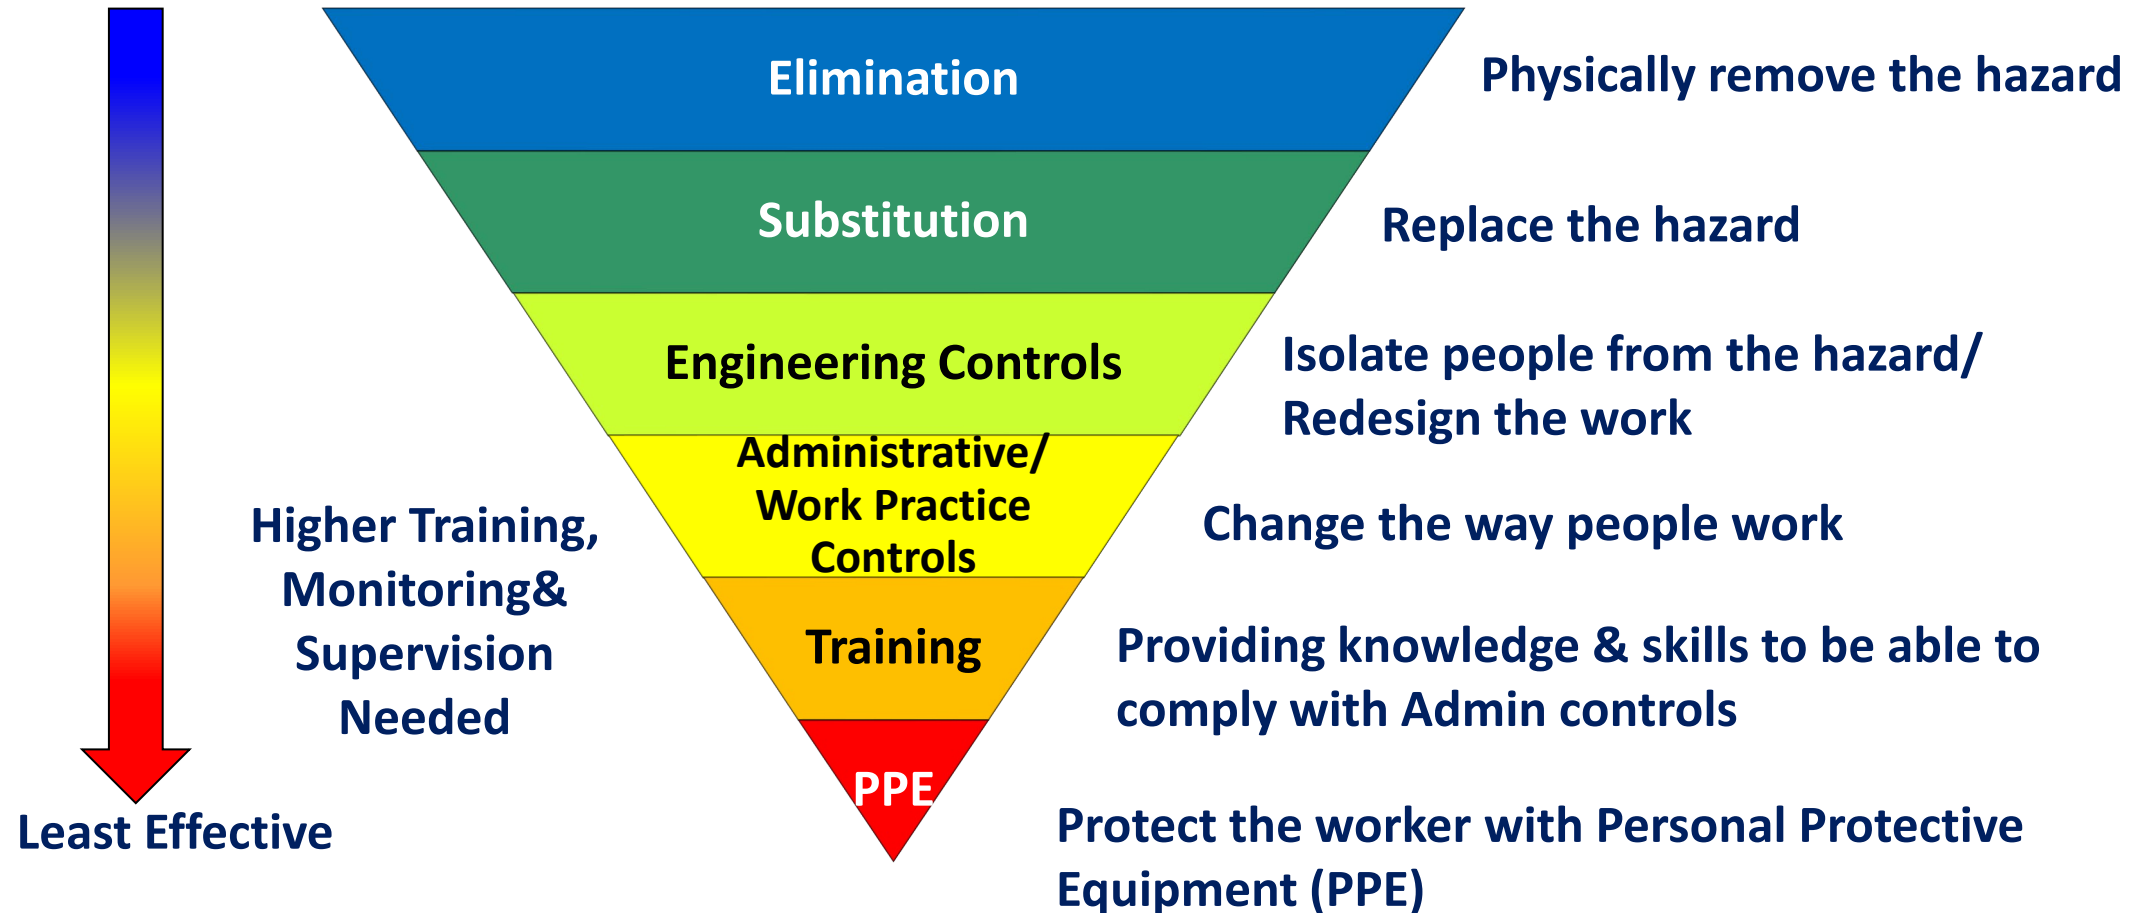 Elimination
Physically remove the hazard
Substitution
Replace the hazard
Engineering Controls
Isolate people from the hazard/
Redesign the work
Administrative/
Work Practice
Controls
Change the way people work
Higher Training,
Monitoring&
Supervision
Needed
Training
Providing knowledge & skills to be able to
comply with Admin controls
PPE
Least Effective
Protect the worker with Personal Protective
Equipment (PPE)